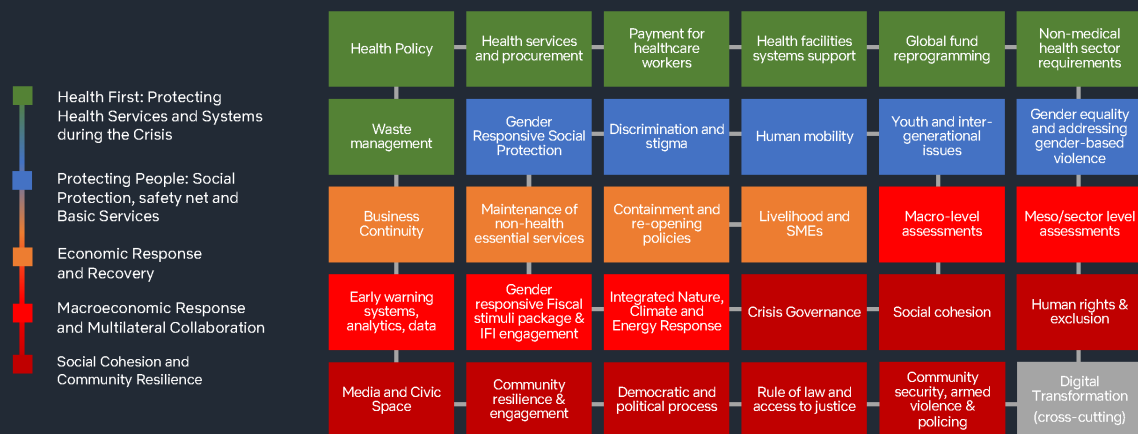 Health First: Protecting
Health Services and Systems
during the Crisis
Protecting People: Social
Protection, safety net and
Basic Services
Economic Response
and Recovery
Macroeconomic Response
and Multilateral Collaboration
Social Cohesion and
Community Resilience
Health Policy
Health services
and procurement
Payment for
healthcare
workers
Health facilities
systems support
Global fund
reprogramming
Non-medical
health sector
requirements
Waste
management
Gender
Responsive Social
Protection
Discrimination and
stigma
Human mobility
Youth and inter-
generational
issues
Gender equality
and addressing
gender-based
violence
Business
Continuity
Maintenance of
non-health
essential services
Containment and
re-opening
policies
Livelihood and
SMEs
Macro-level
assessments
Meso/sector level
assessments
Early warning
systems,
analytics, data
Gender
responsive Fiscal
stimuli package &
IFI engagement
Integrated Nature,
Climate and
Energy Response
Crisis Governance
Social cohesion
Human rights &
exclusion
Media and Civic
Space
Community
resilience &
engagement
Democratic and
political process
Rule of law and
access to justice
Community
security, armed
violence &
policing
Digital
Transformation
(cross-cutting)